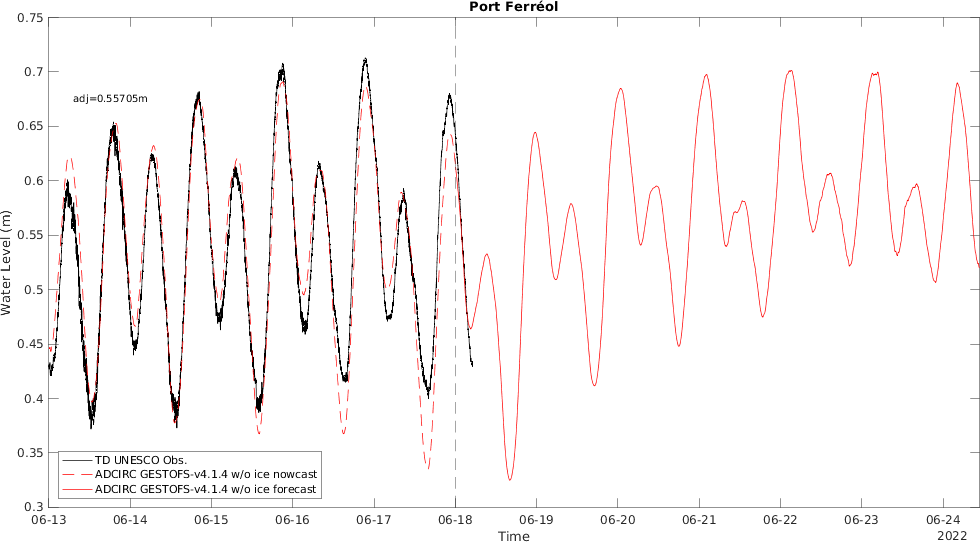 Port Ferréol
0.75
0.7
0.65
0.6
0.55
0.5
0.45
0.4
0.35
0.3
Water Level (m)
adj=0.55705m
TD UNESCO Obs.
ADCIRC GESTOFS-v4.1.4 w/o ice nowcast
ADCIRC GESTOFS-v4.1.4 w/o ice forecast
06-13 06-14 06-15 06-16 06-17 06-18 06-19 06-20 06-21 06-22 06-23 06-24
Time
2022